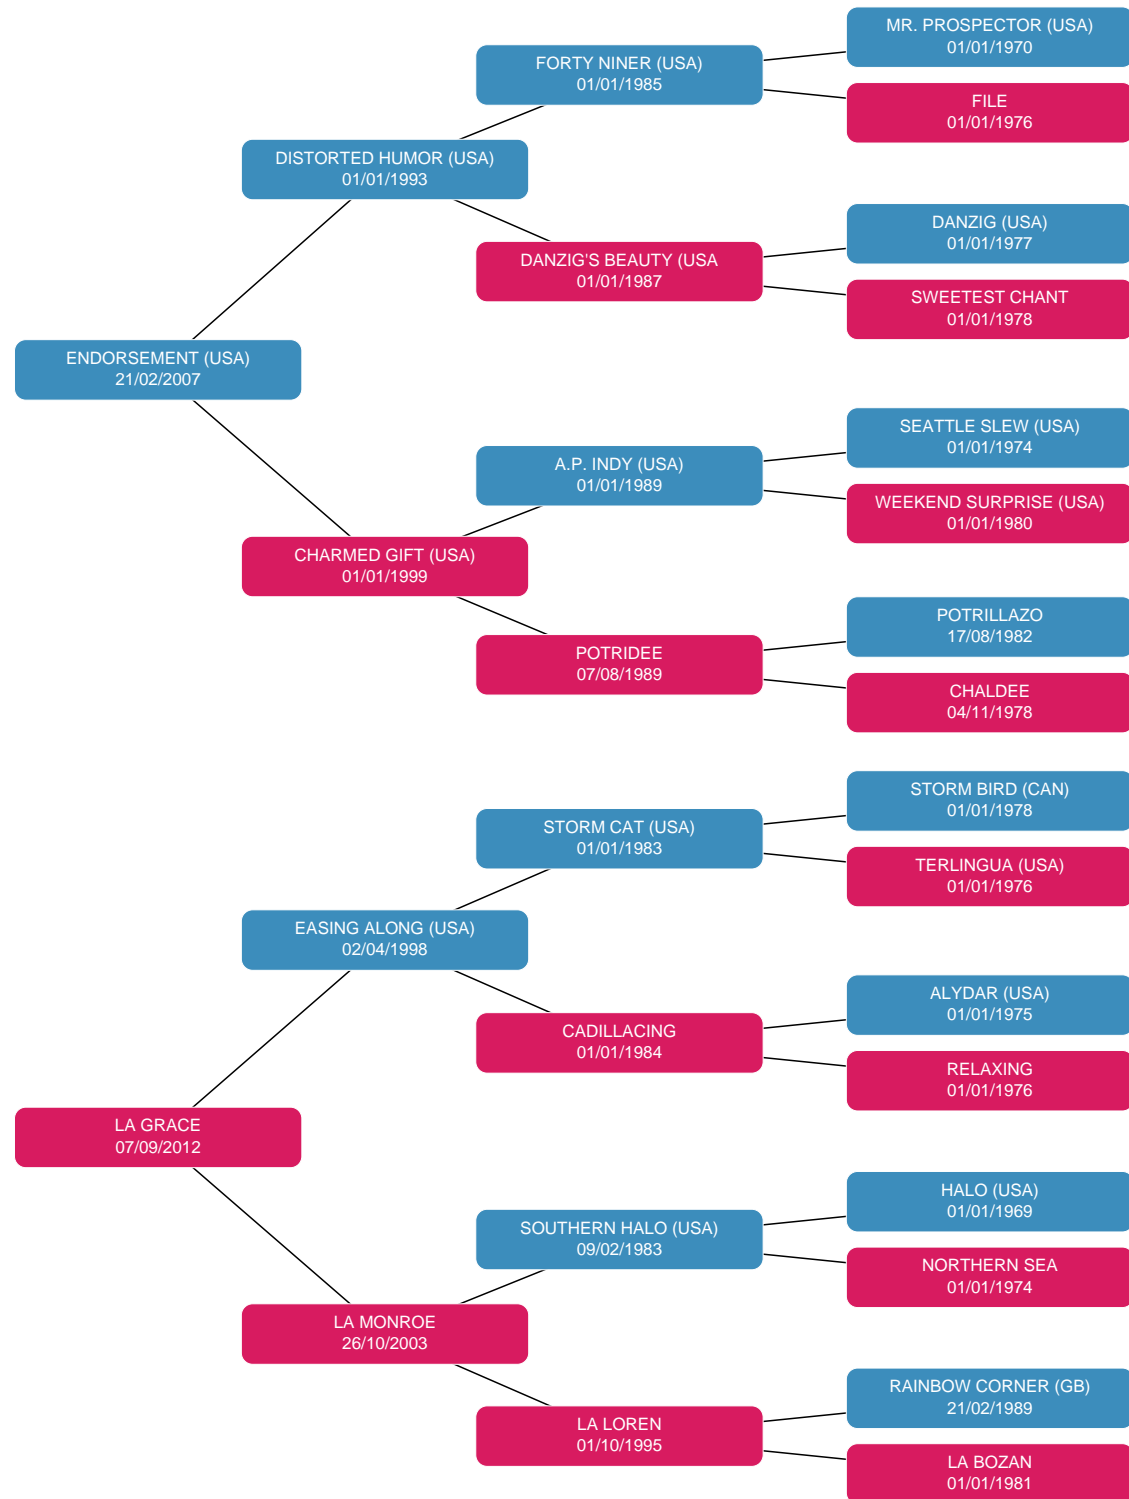 MR. PROSPECTOR (USA)
01/01/1970
FORTY NINER (USA)
01/01/1985
FILE
01/01/1976
DISTORTED HUMOR (USA)
01/01/1993
DANZIG (USA)
01/01/1977
DANZIG'S BEAUTY (USA
01/01/1987
SWEETEST CHANT
01/01/1978
ENDORSEMENT (USA)
21/02/2007
SEATTLE SLEW (USA)
01/01/1974
A.P. INDY (USA)
01/01/1989
WEEKEND SURPRISE (USA)
01/01/1980
CHARMED GIFT (USA)
01/01/1999
POTRILLAZO
17/08/1982
POTRIDEE
07/08/1989
CHALDEE
04/11/1978
STORM BIRD (CAN)
01/01/1978
STORM CAT (USA)
01/01/1983
TERLINGUA (USA)
01/01/1976
EASING ALONG (USA)
02/04/1998
ALYDAR (USA)
01/01/1975
CADILLACING
01/01/1984
RELAXING
01/01/1976
LA GRACE
07/09/2012
HALO (USA)
01/01/1969
SOUTHERN HALO (USA)
09/02/1983
NORTHERN SEA
01/01/1974
LA MONROE
26/10/2003
RAINBOW CORNER (GB)
21/02/1989
LA LOREN
01/10/1995
LA BOZAN
01/01/1981